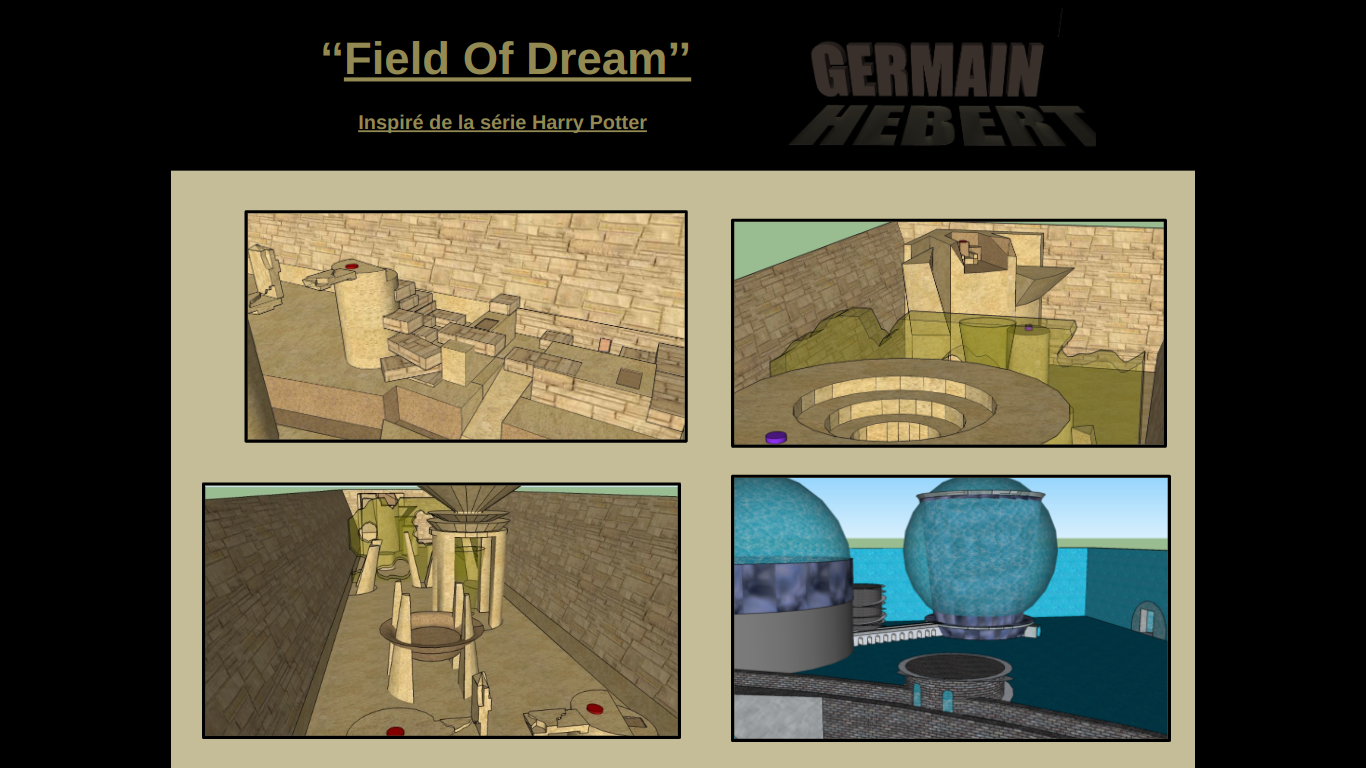 “Field Of Dream”
GERMAIN
HEBERT
Inspiré de la série Harry Potter